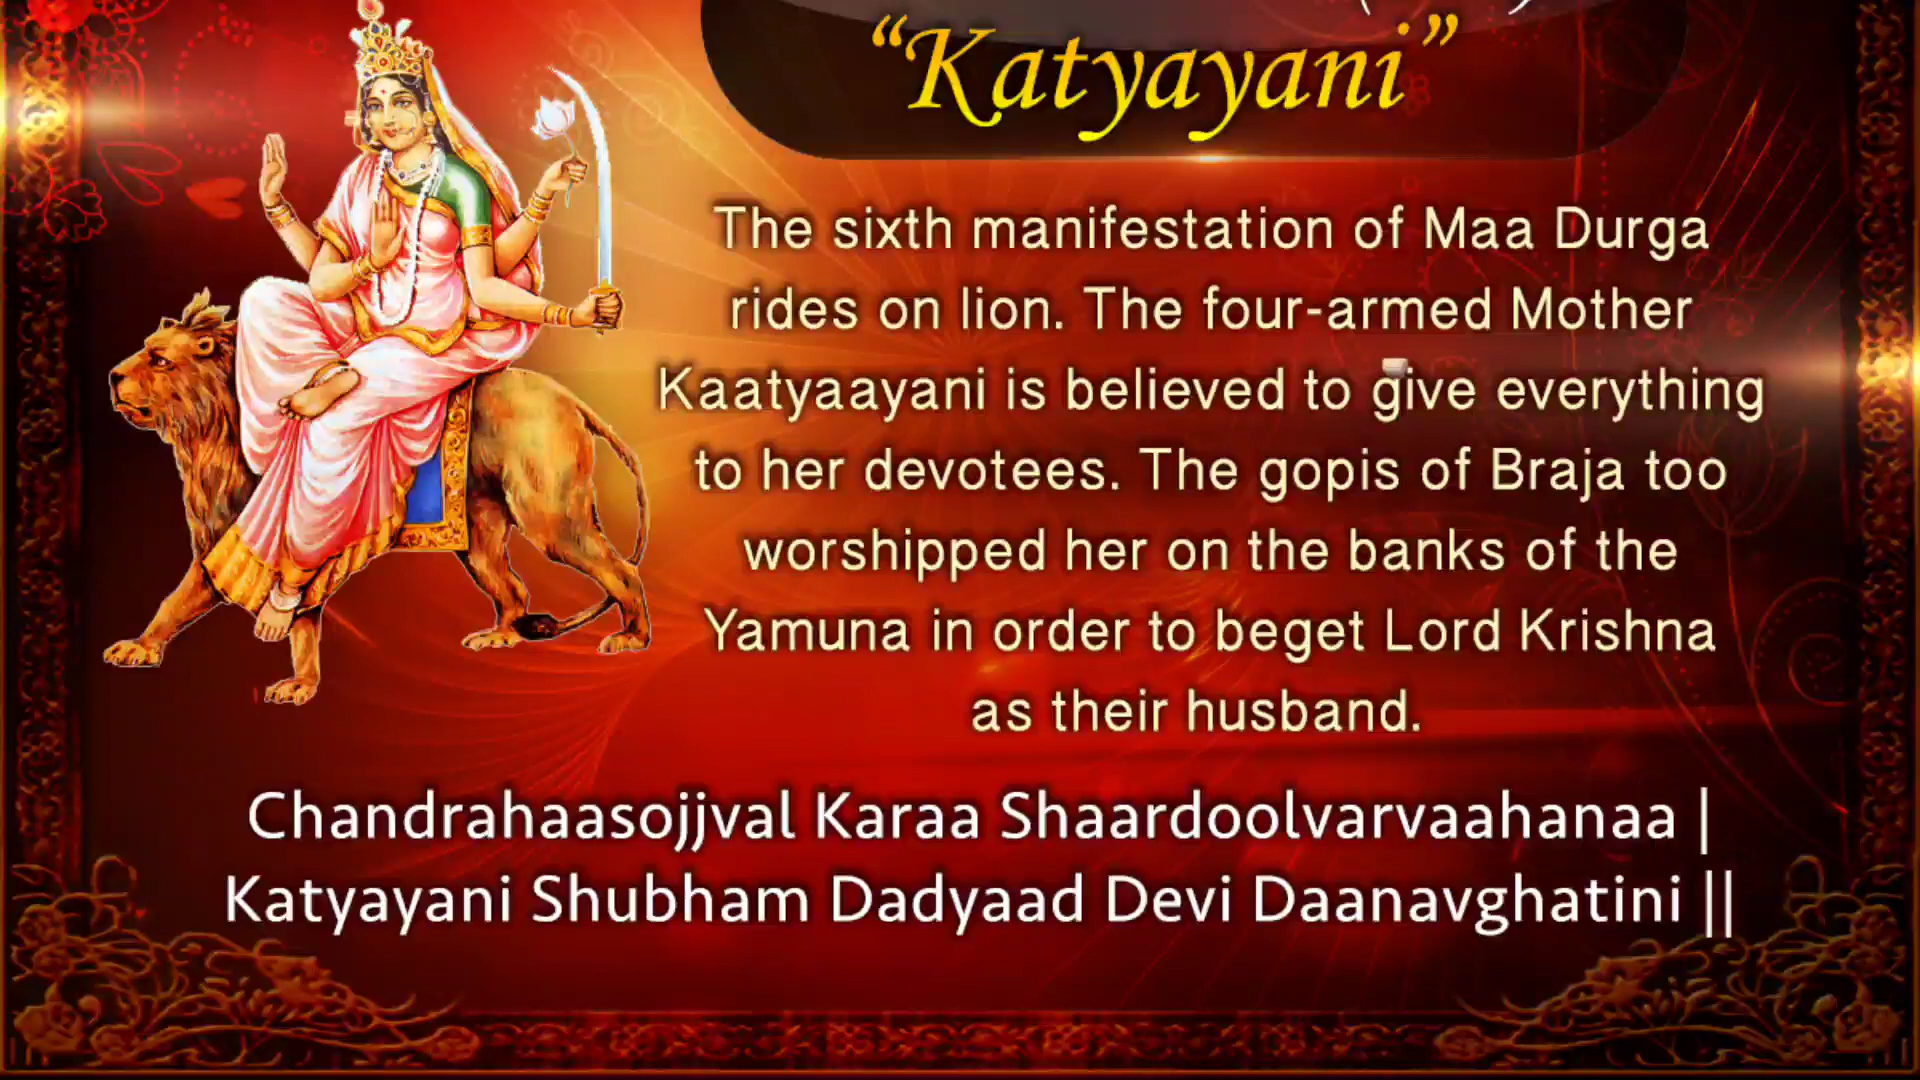 “Katyayani”
The sixth manifestation of Maa Durga
rides on lion. The four-armed Mother
Kaatyaayani is believed to give everything
to her devotees. The gopis of Braja too
worshipped her on the banks of the
Yamuna in order to beget Lord Krishna
as their husband.
Chandrahaasojjval Karaa Shaardoolvarvaahanaa |
Katyayani Shubham Dadyaad Devi Daanavghatini ||